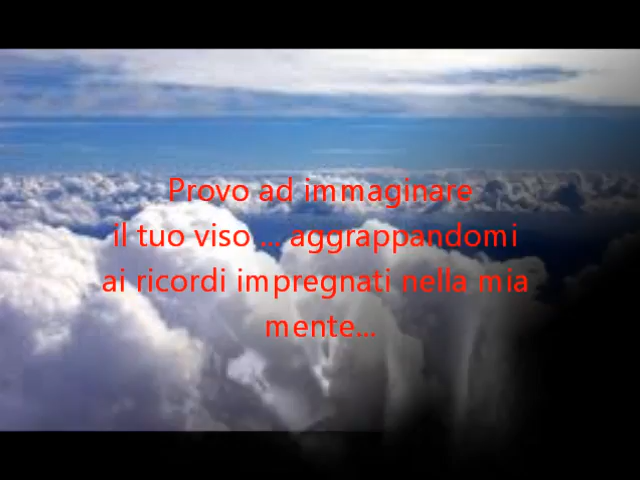 Provo ad immaginare
il tuo viso ... aggrappandomi
ai ricordi impregnati nella mia
mente...